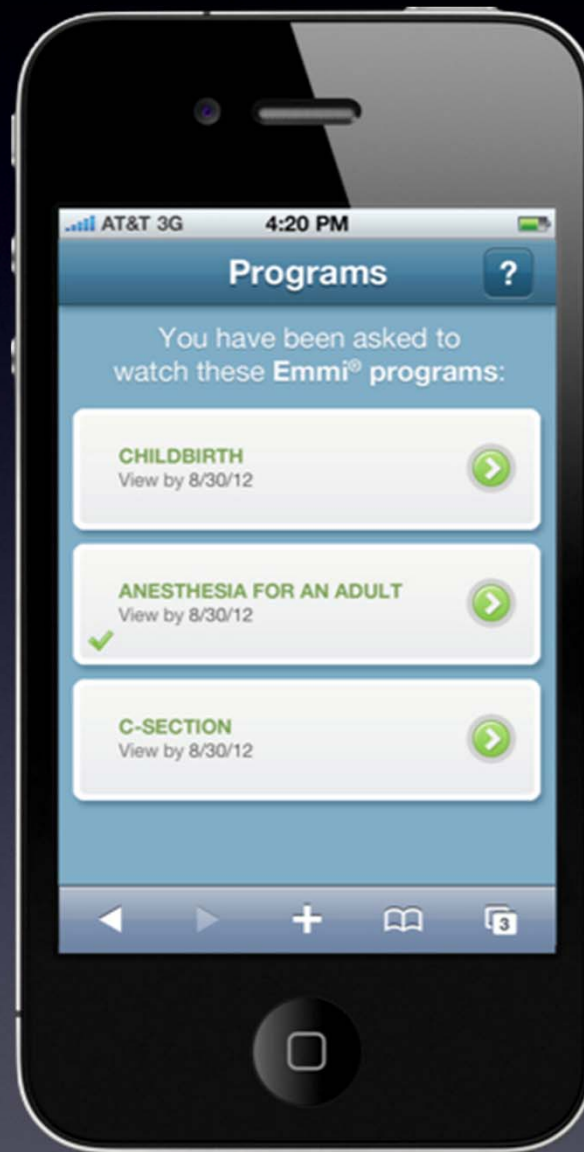 AT&T 3G 4:20 PM
Programs ?
You have been asked to
watch these Emmi® programs:
CHILDBIRTH
View by 8/30/12
ANESTHESIA FOR AN ADULT
View by 8/30/12
C-SECTION
View by 8/30/12
3